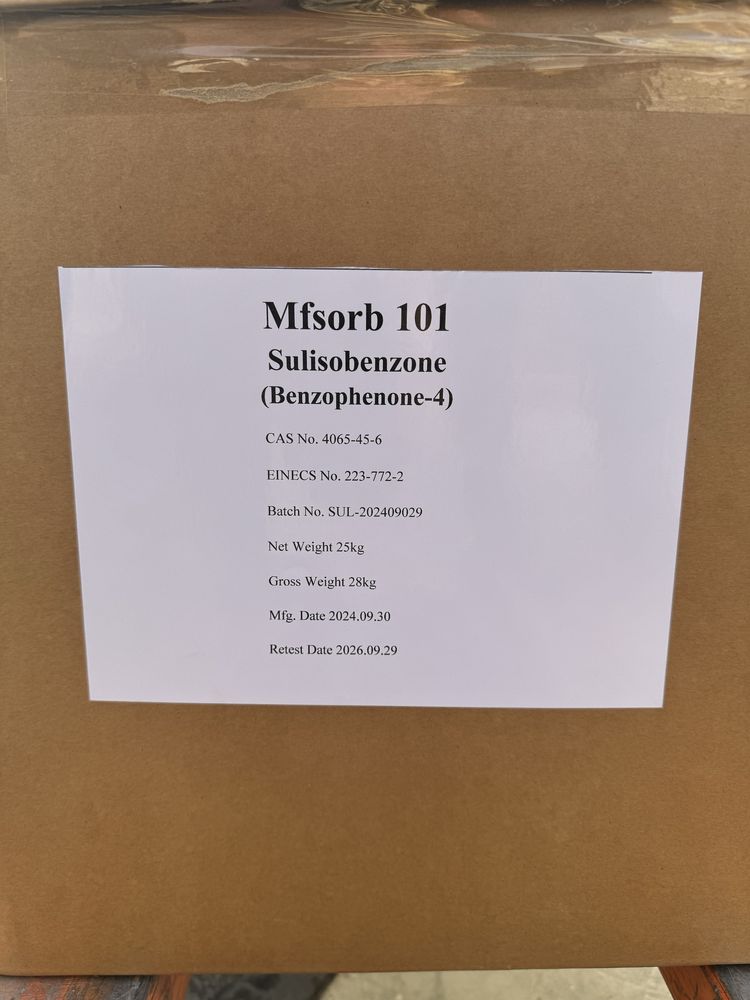 Mfsorb 101
Sulisobenzone
(Benzophenone-4)
CAS No. 4065-45-6
EINECS No. 223-772-2
Batch No. SUL-202409029
Net Weight 25kg
Gross Weight 28kg
Mfg. Date 2024.09.30
Retest Date 2026.09.29